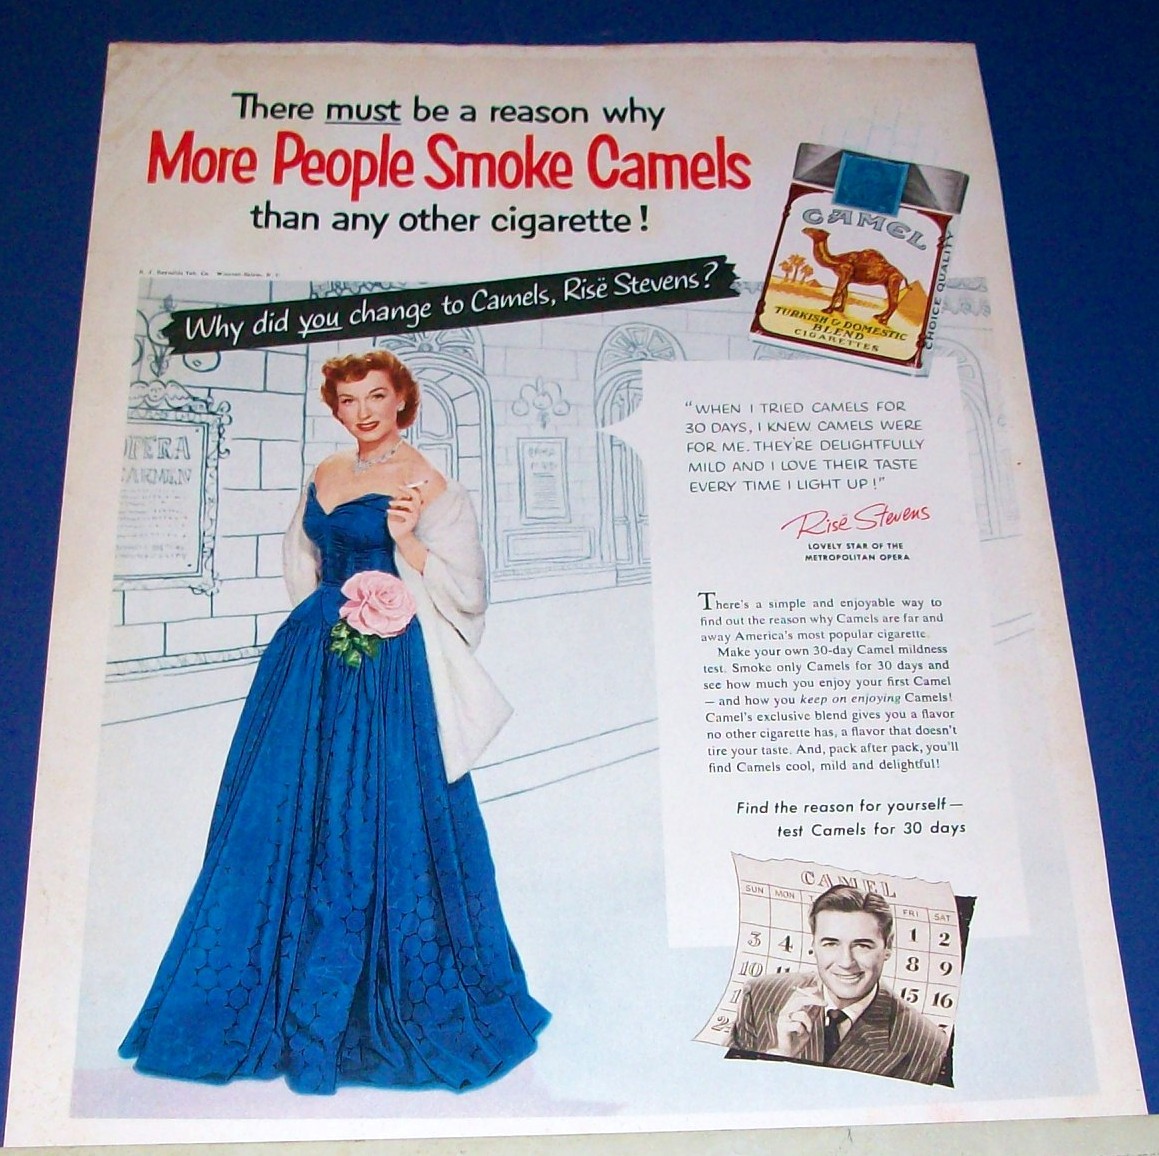 There must be a reason why
More People Smoke Camels
than any other cigarette!
R. J. Reynolds Tob. Co. Winston-Salem, N. C.
Why did you change to Camels, Risë Stevens?
CAMEL
TURKISH & DOMESTIC
BLEND
CIGARETTES
CHOICE QUALITY
OPERA
CARMEN
"WHEN I TRIED CAMELS FOR
30 DAYS, I KNEW CAMELS WERE
FOR ME. THEY'RE DELIGHTFULLY
MILD AND I LOVE THEIR TASTE
EVERY TIME I LIGHT UP!"
Risë Stevens
LOVELY STAR OF THE
METROPOLITAN OPERA
There's a simple and enjoyable way to
find out the reason why Camels are far and
away America's most popular cigarette.
Make your own 30-day Camel mildness
test. Smoke only Camels for 30 days and
see how much you enjoy your first Camel
— and how you keep on enjoying Camels!
Camel's exclusive blend gives you a flavor
no other cigarette has, a flavor that doesn't
tire your taste. And, pack after pack, you'll
find Camels cool, mild and delightful!
Find the reason for yourself—
test Camels for 30 days
CAMEL
SUN MON FRI SAT
1 2
3 4 8 9
10 11 15 16